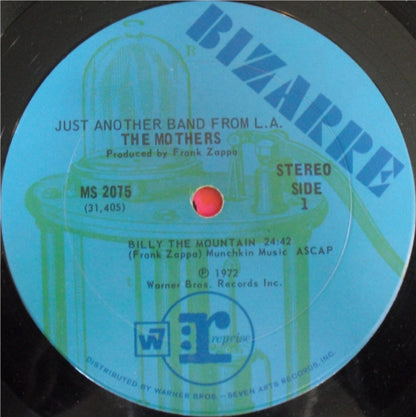 BIZARRE
JUST ANOTHER BAND FROM L.A.
THE MOTHERS
Produced by Frank Zappa
MS 2075
(31,405)
STEREO
SIDE
1
BILLY THE MOUNTAIN 24:42
(Frank Zappa) Munchkin Music ASCAP
℗ 1972
Warner Bros. Records Inc.
W7
r reprise
DISTRIBUTED BY WARNER BROS – SEVEN ARTS RECORDS, INC.